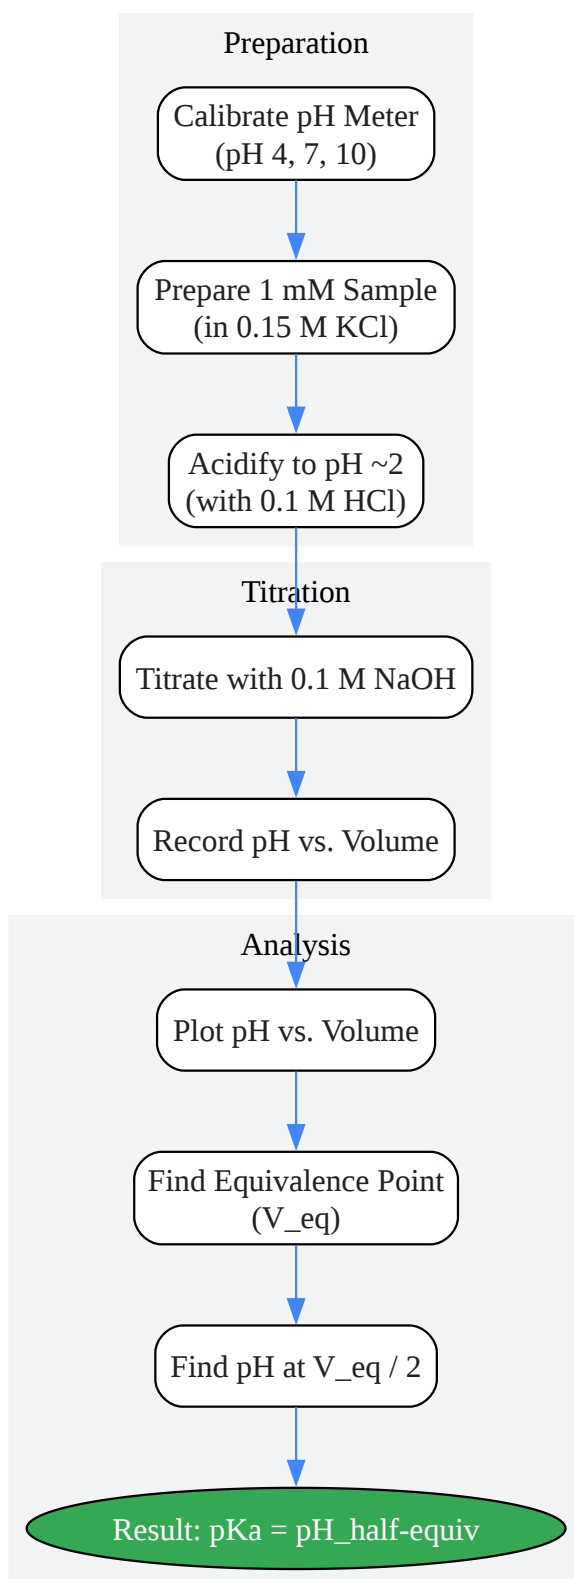 Preparation
Calibrate pH Meter
(pH 4, 7, 10)
Prepare 1 mM Sample
(in 0.15 M KCl)
Acidify to pH ~2
(with 0.1 M HCl)
Titration
Titrate with 0.1 M NaOH
Record pH vs. Volume
Analysis
Plot pH vs. Volume
Find Equivalence Point
(V_eq)
Find pH at V_eq / 2
Result: pKa = pH_half-equiv